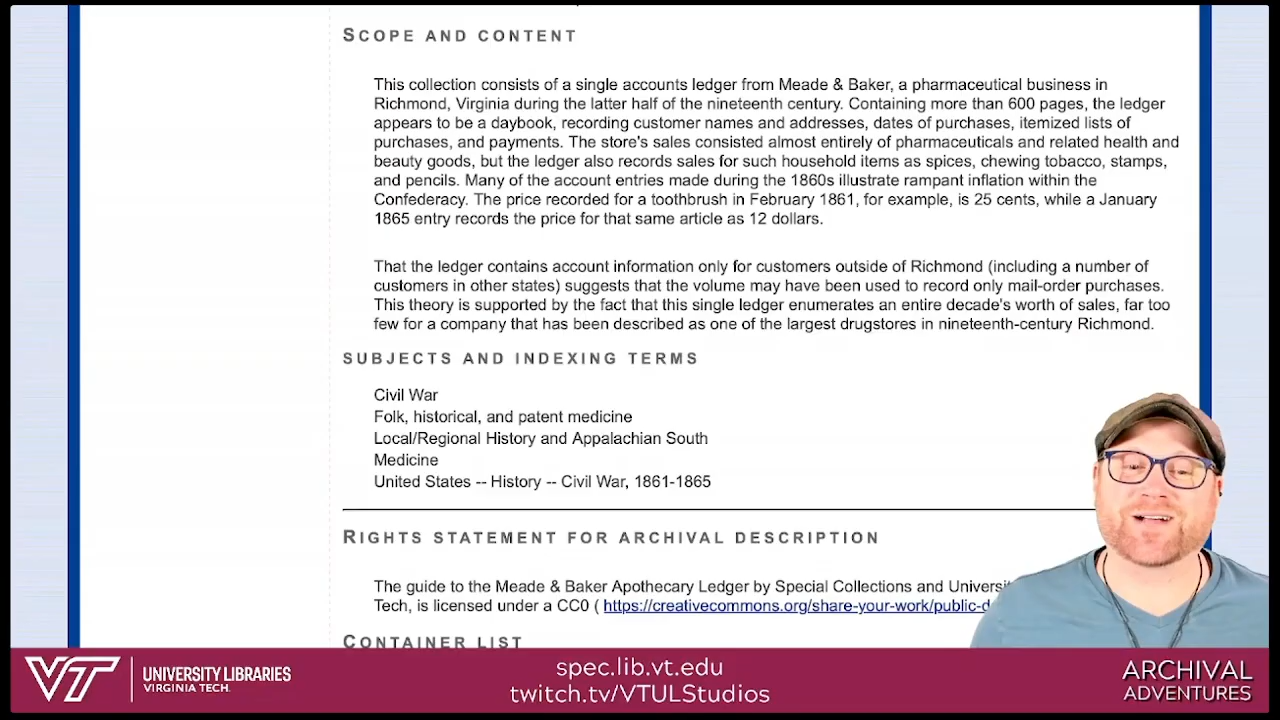 SCOPE AND CONTENT
This collection consists of a single accounts ledger from Meade & Baker, a pharmaceutical business in
Richmond, Virginia during the latter half of the nineteenth century. Containing more than 600 pages, the ledger
appears to be a daybook, recording customer names and addresses, dates of purchases, itemized lists of
purchases, and payments. The store's sales consisted almost entirely of pharmaceuticals and related health and
beauty goods, but the ledger also records sales for such household items as spices, chewing tobacco, stamps,
and pencils. Many of the account entries made during the 1860s illustrate rampant inflation within the
Confederacy. The price recorded for a toothbrush in February 1861, for example, is 25 cents, while a January
1865 entry records the price for that same article as 12 dollars.
That the ledger contains account information only for customers outside of Richmond (including a number of
customers in other states) suggests that the volume may have been used to record only mail-order purchases.
This theory is supported by the fact that this single ledger enumerates an entire decade's worth of sales, far too
few for a company that has been described as one of the largest drugstores in nineteenth-century Richmond.
SUBJECTS AND INDEXING TERMS
Civil War
Folk, historical, and patent medicine
Local/Regional History and Appalachian South
Medicine
United States -- History -- Civil War, 1861-1865
RIGHTS STATEMENT FOR ARCHIVAL DESCRIPTION
The guide to the Meade & Baker Apothecary Ledger by Special Collections and Universi
Tech, is licensed under a CC0 ( https://creativecommons.org/share-your-work/public-d
CONTAINER LIST
VT UNIVERSITY LIBRARIES
VIRGINIA TECH.
spec.lib.vt.edu
twitch.tv/VTULStudios
ARCHIVAL
ADVENTURES